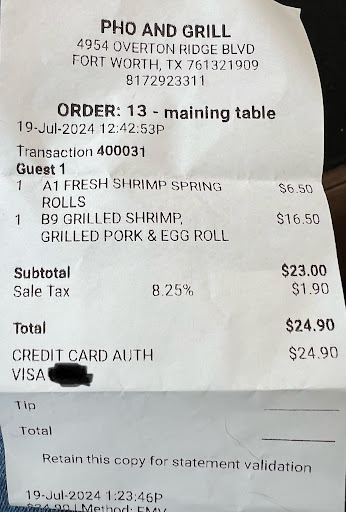 PHO AND GRILL
4954 OVERTON RIDGE BLVD
FORT WORTH, TX 761321909
8172923311
ORDER: 13 - maining table
19-Jul-2024 12:42:53P
Transaction 400031
Guest 1
1 A1 FRESH SHRIMP SPRING $6.50
ROLLS
1 B9 GRILLED SHRIMP, $16.50
GRILLED PORK & EGG ROLL
Subtotal $23.00
Sale Tax 8.25% $1.90
Total $24.90
CREDIT CARD AUTH $24.90
VISA
Tip
Total
Retain this copy for statement validation
19-Jul-2024 1:23:46P
$24.90 | Method: EMV